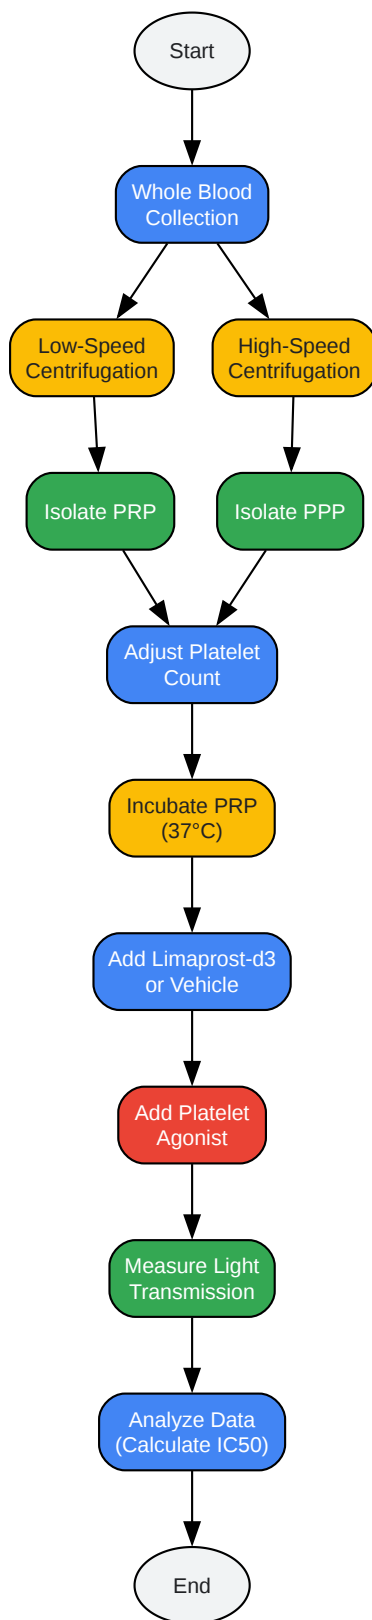 Start
Whole Blood
Collection
Low-Speed
Centrifugation
High-Speed
Centrifugation
Isolate PRP
Isolate PPP
Adjust Platelet
Count
Incubate PRP
(37°C)
Add Limaprost-d3
or Vehicle
Add Platelet
Agonist
Measure Light
Transmission
Analyze Data
(Calculate IC50)
End